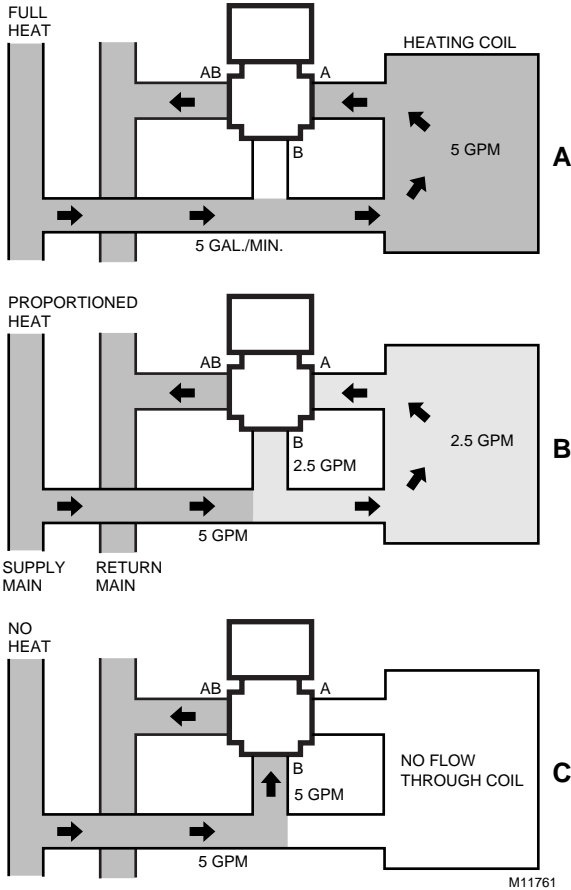 FULL
HEAT
HEATING COIL
AB
A
B
5 GPM
A
5 GAL./MIN.
PROPORTIONED
HEAT
AB
A
B
2.5 GPM
2.5 GPM
B
5 GPM
SUPPLY
MAIN
RETURN
MAIN
NO
HEAT
AB
A
B
5 GPM
NO FLOW
THROUGH COIL
C
5 GPM
M11761